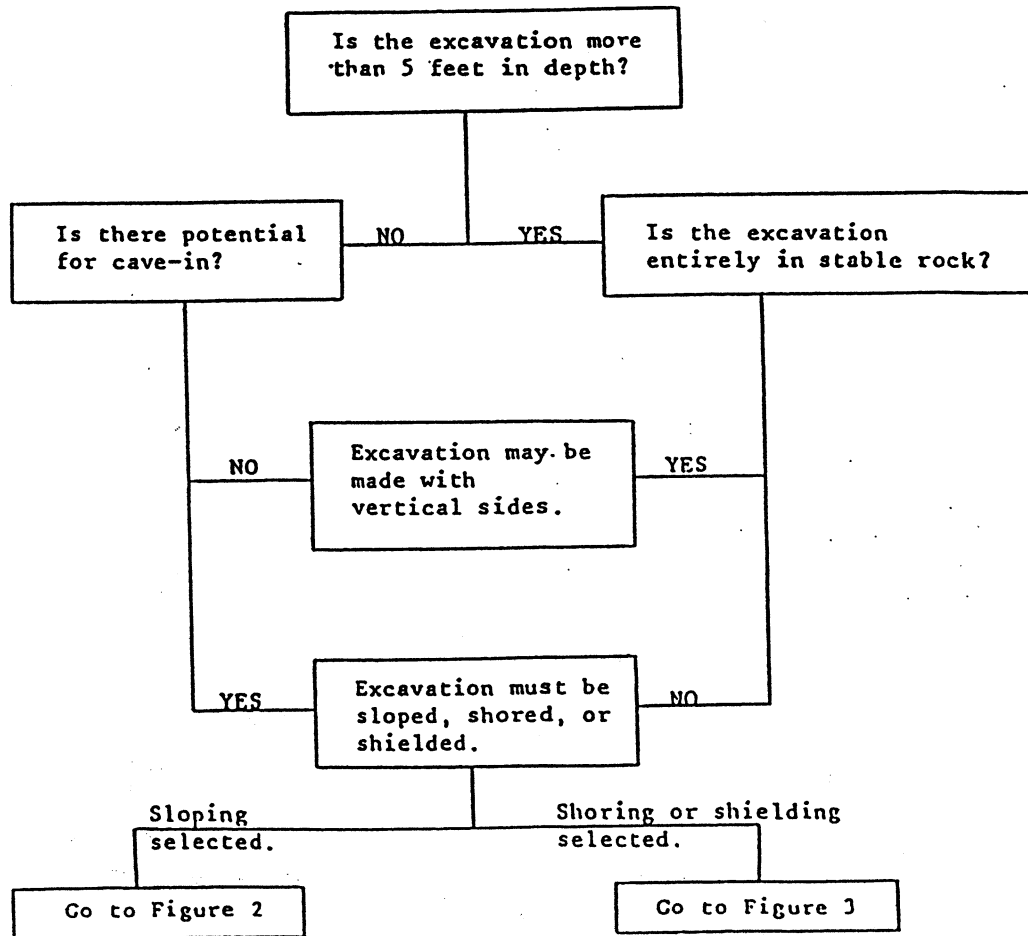 Is the excavation more
than 5 feet in depth?
Is there potential
for cave-in?
NO
YES
Is the excavation
entirely in stable rock?
NO
Excavation may be
made with
vertical sides.
YES
YES
Excavation must be
sloped, shored, or
shielded.
NO
Sloping
selected.
Shoring or shielding
selected.
Go to Figure 2
Go to Figure 3